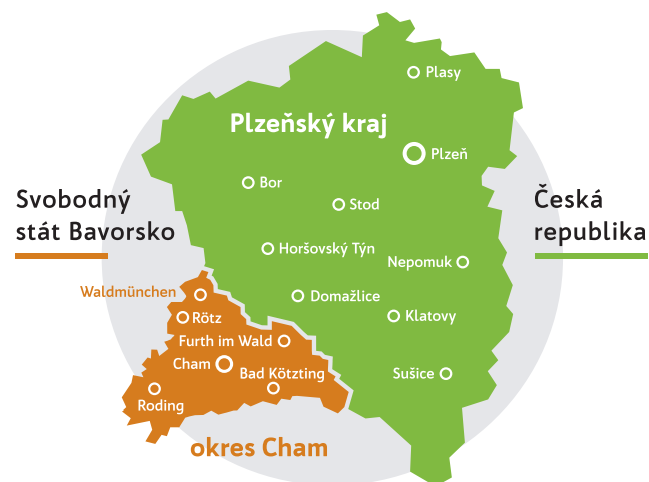 Plasy
Plzeňský kraj
Plzeň
Bor
Svobodný
stát Bavorsko
Stod
Česká
republika
Horšovský Týn
Nepomuk
Waldmünchen
Domažlice
Rötz
Klatovy
Furth im Wald
Cham
Bad Kötzting
Sušice
Roding
okres Cham